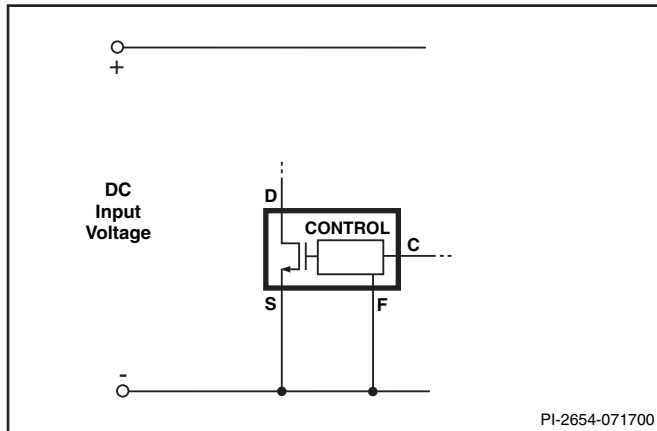 +
DC
Input
Voltage
D
CONTROL
C
S
F
-
PI-2654-071700